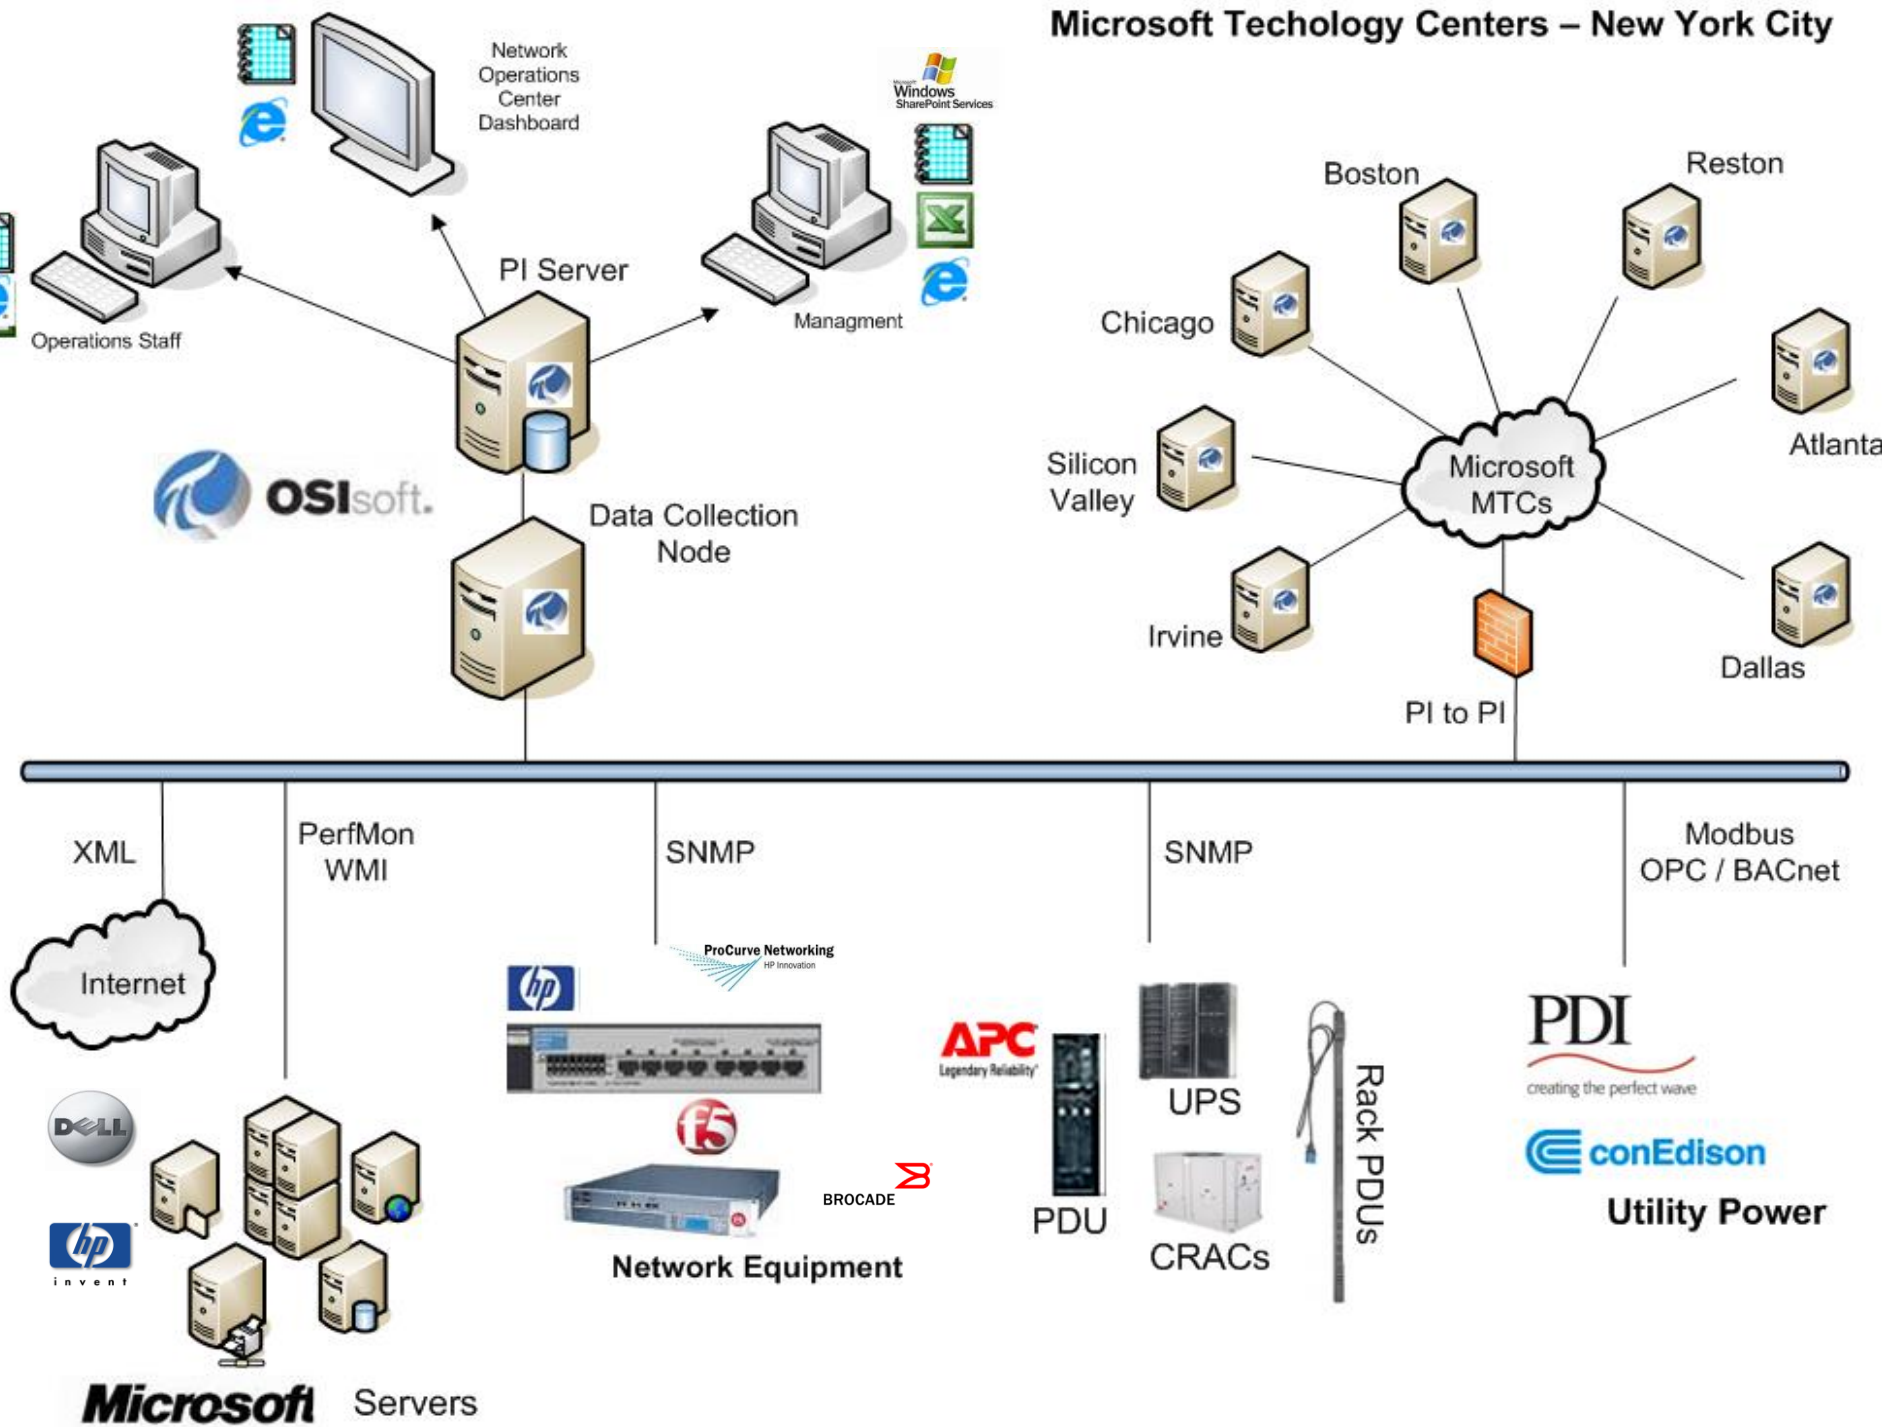 Microsoft Techology Centers – New York City
Network
Operations
Center
Dashboard
Microsoft
Windows
SharePoint Services
Operations Staff
PI Server
Managment
OSIsoft.
Data Collection
Node
Boston
Reston
Chicago
Atlanta
Silicon
Valley
Microsoft
MTCs
Irvine
Dallas
PI to PI
XML
PerfMon
WMI
SNMP
SNMP
Modbus
OPC / BACnet
Internet
ProCurve Networking
HP Innovation
hp
f5
BROCADE
Network Equipment
APC
Legendary Reliability
PDU
UPS
CRACs
Rack PDUs
PDI
creating the perfect wave
conEdison
Utility Power
DELL
hp
invent
Microsoft Servers